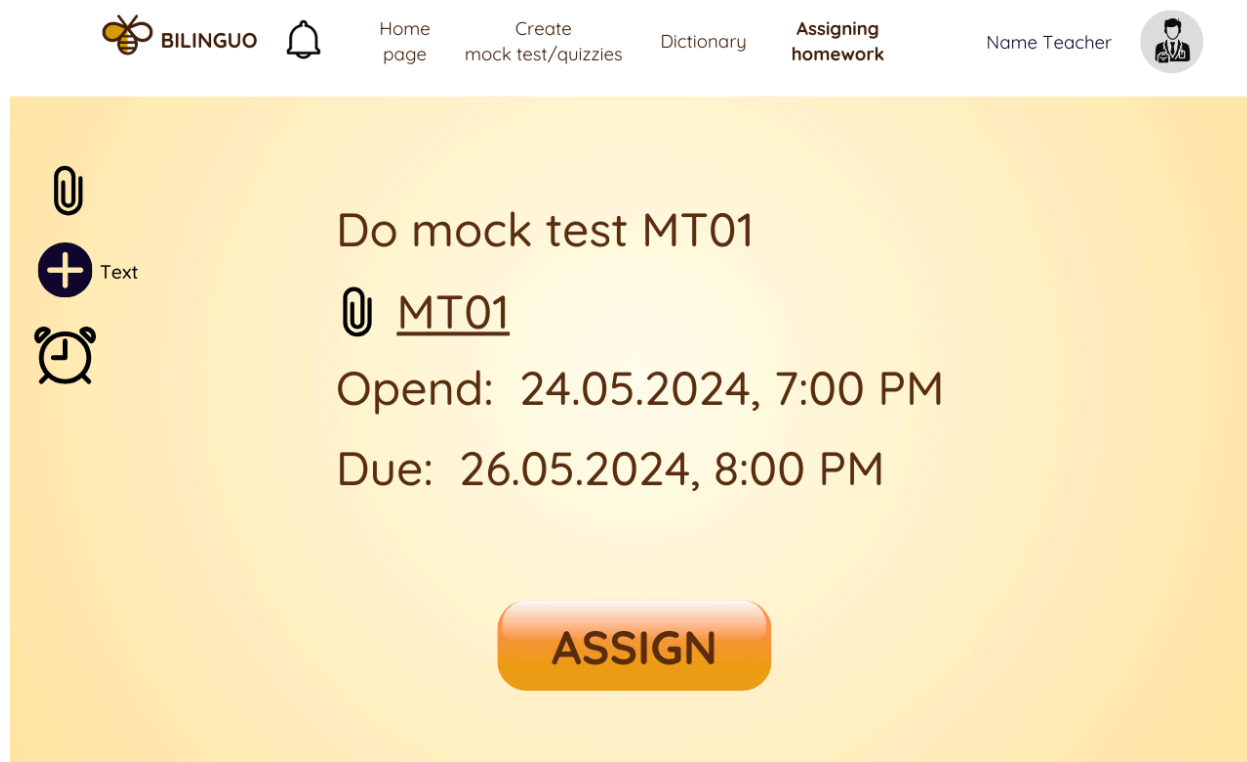 BILINGUO
Home
page
Create
mock test/quizzies
Dictionary
Assigning
homework
Name Teacher
Text
Do mock test MT01
MT01
Opend: 24.05.2024, 7:00 PM
Due: 26.05.2024, 8:00 PM
ASSIGN